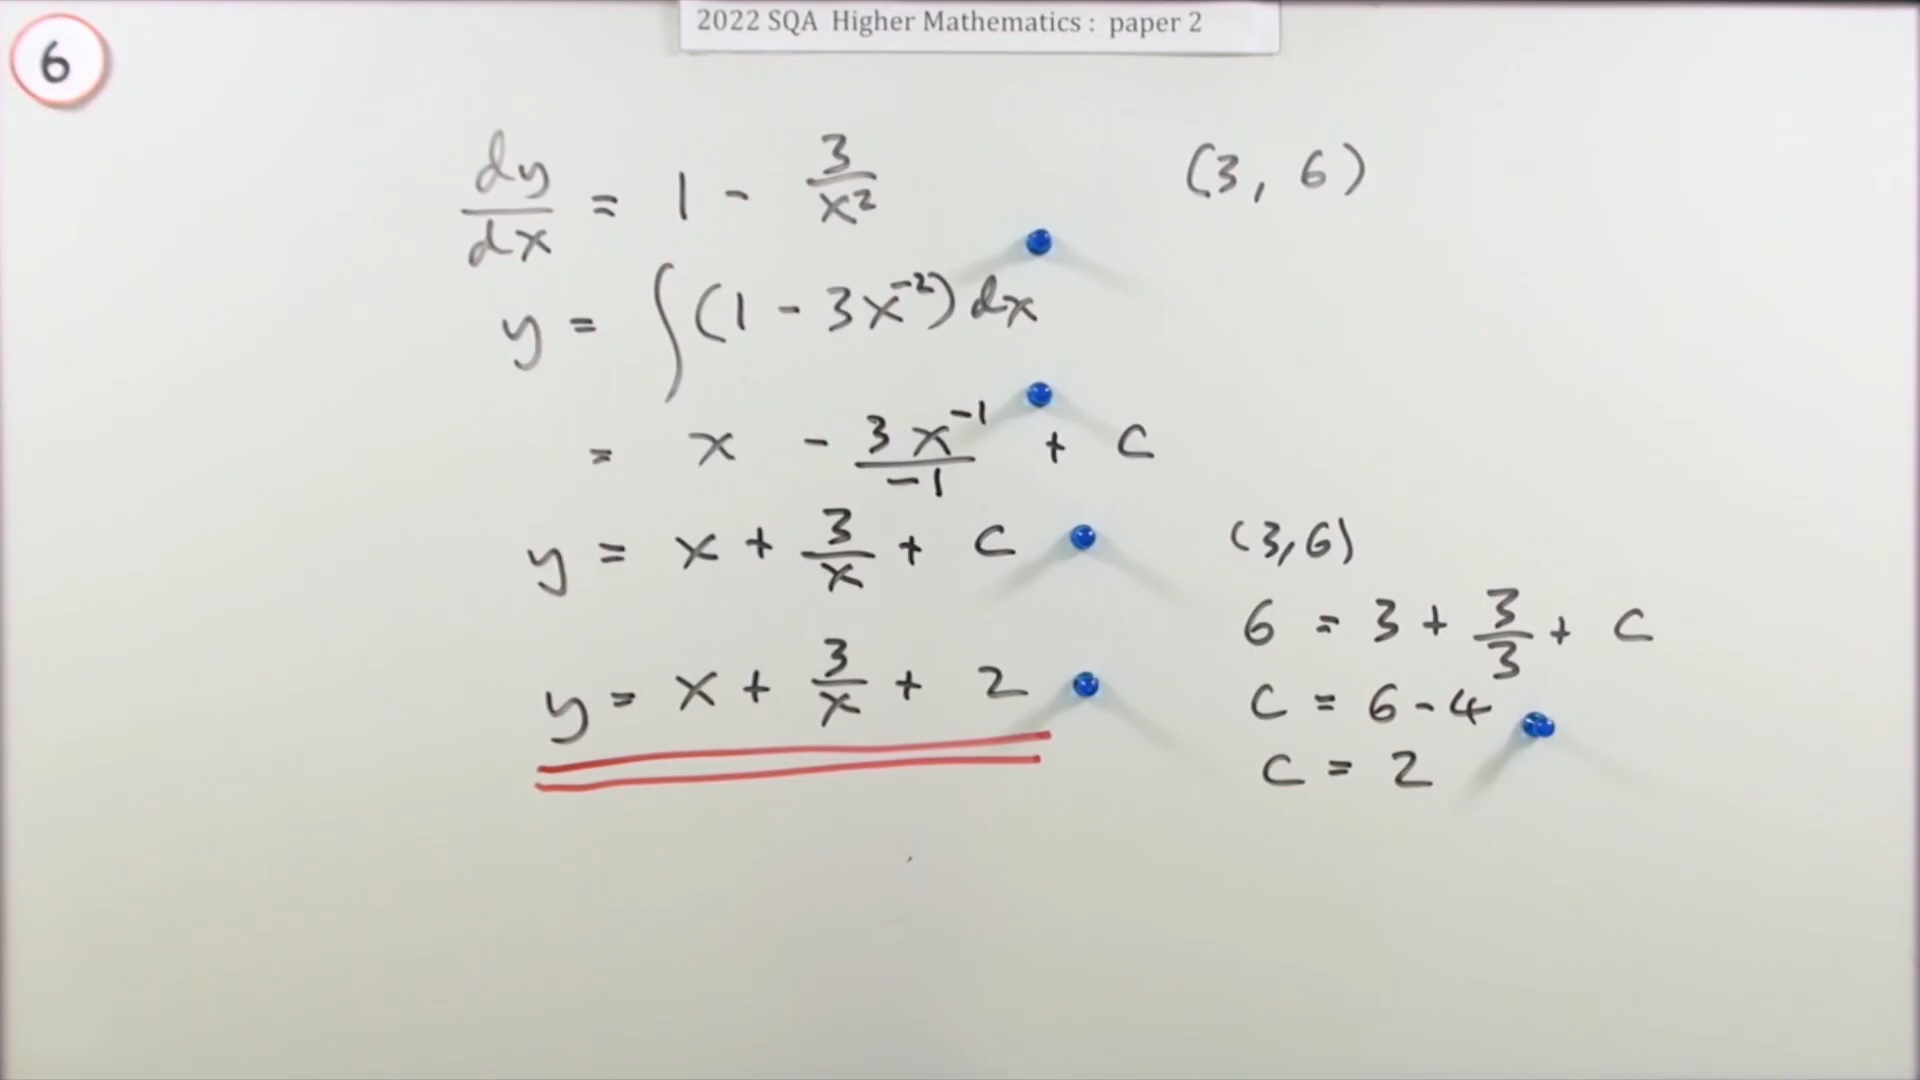 2022 SQA Higher Mathematics : paper 2
6
dy/dx = 1 - 3/x²
(3, 6)
y = ∫(1 - 3x⁻²)dx
= x - 3x⁻¹/-1 + C
y = x + 3/x + C
(3,6)
6 = 3 + 3/3 + C
y = x + 3/x + 2
C = 6 - 4
C = 2